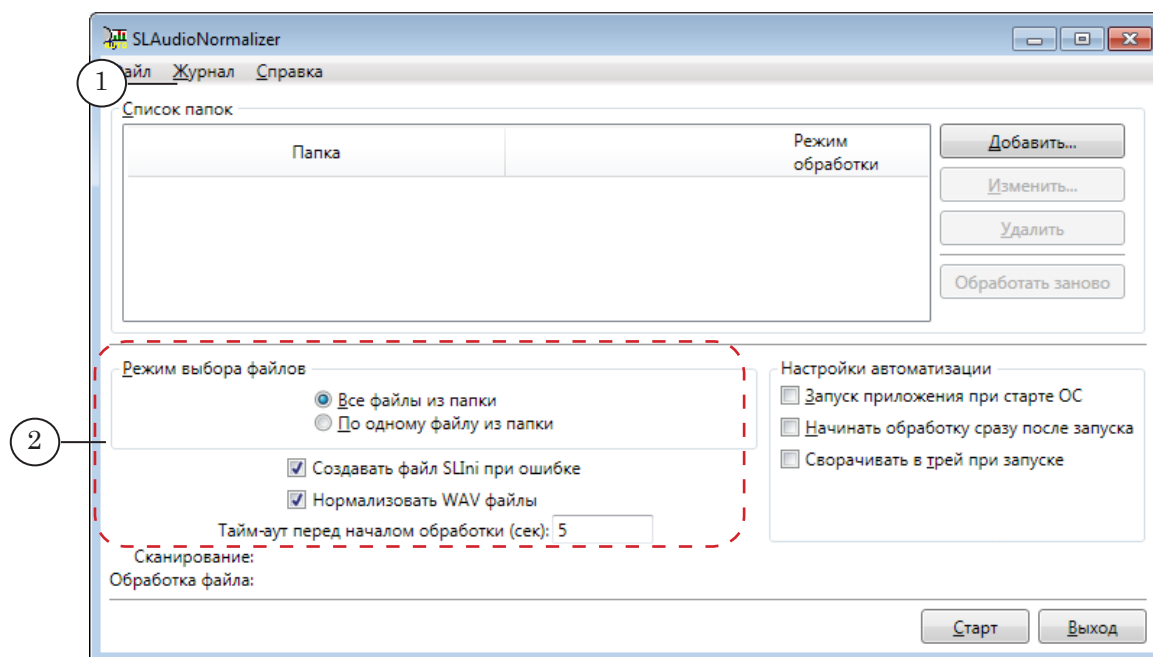 SLAudioNormalizer
1
Файл Журнал Справка
Список папок
Папка
Режим
обработки
Добавить...
Изменить...
Удалить
Обработать заново
Режим выбора файлов
Все файлы из папки
По одному файлу из папки
2
Создавать файл SLIni при ошибке
Нормализовать WAV файлы
Тайм-аут перед началом обработки (сек): 5
Настройки автоматизации
Запуск приложения при старте ОС
Начинать обработку сразу после запуска
Сворачивать в трей при запуске
Сканирование:
Обработка файла:
Старт
Выход